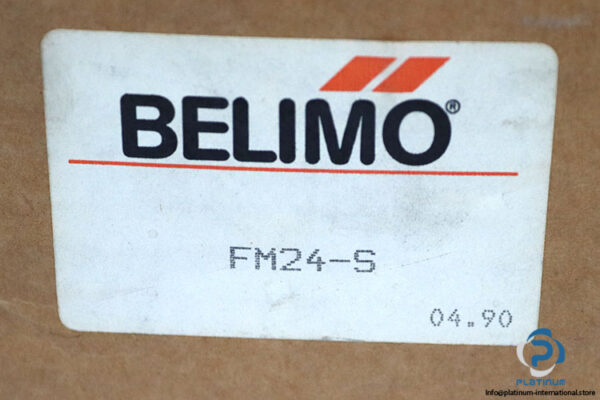 BELIMO®
FM24-S
04.90
PLATINUM
Info@platinum-international.store